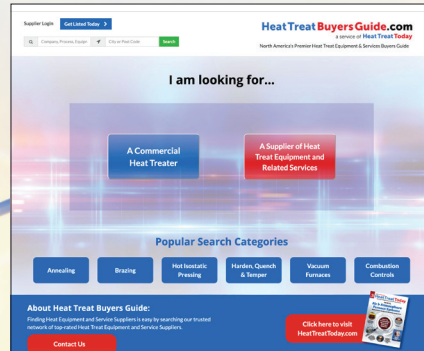 Supplier Login Get Listed Today
HeatTreatBuyersGuide.com
a service of Heat Treat Today
Company, Process, Equipm City or Post Code Search
North America's Premier Heat Treat Equipment & Services Buyers Guide
I am looking for...
A Commercial
Heat Treater
A Supplier of Heat
Treat Equipment and
Related Services
Popular Search Categories
Annealing
Brazing
Hot Isostatic
Pressing
Harden, Quench
& Temper
Vacuum
Furnaces
Combustion
Controls
About Heat Treat Buyers Guide:
Finding Heat Equipment and Service Suppliers is easy by searching our trusted
network of top-rated Heat Treat Equipment and Service Suppliers.
Contact Us
Click here to visit
HeatTreatToday.com
Heat Treat Today